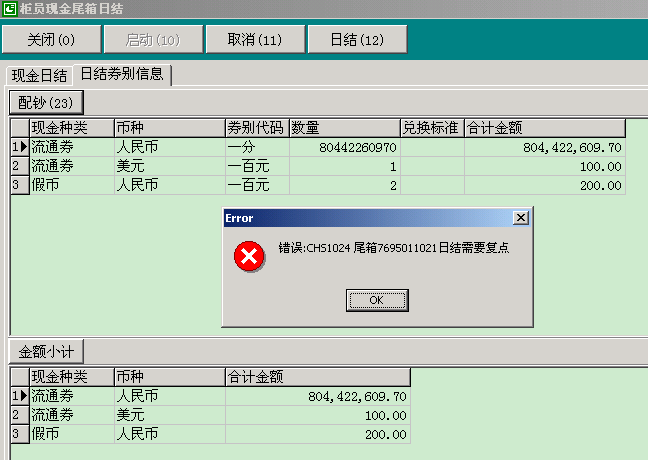 柜员现金尾箱日结
关闭(0) 启动(10) 取消(11) 日结(12)
现金日结 日结券别信息
配钞(23)
现金种类 币种 券别代码 数量 兑换标准 合计金额
1 流通券 人民币 一分 80442260970 804,422,609.70
2 流通券 美元 一百元 1 100.00
3 假币 人民币 一百元 2 200.00
Error
错误:CHS1024 尾箱7695011021日结需要复点
OK
金额小计
现金种类 币种 合计金额
1 流通券 人民币 804,422,609.70
2 流通券 美元 100.00
3 假币 人民币 200.00